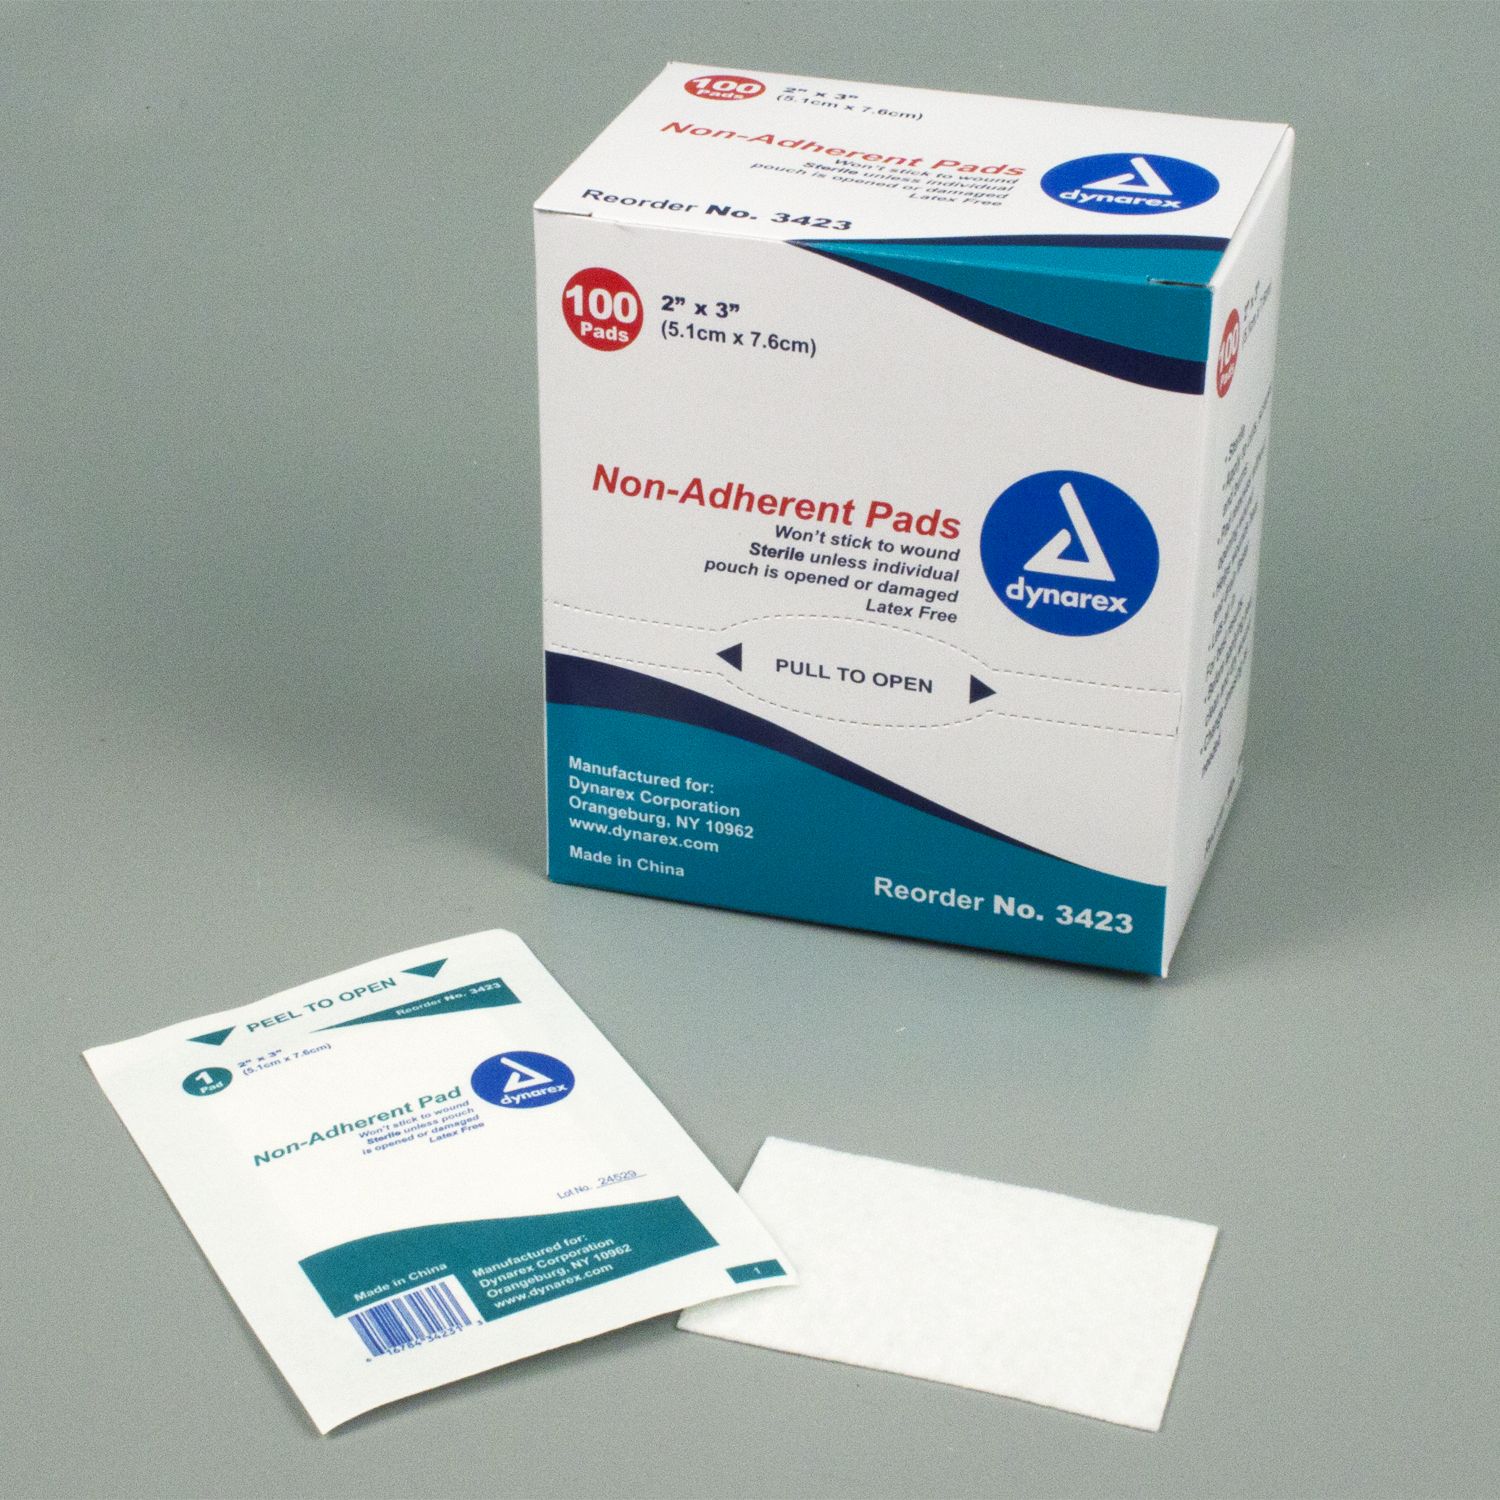 100
Pads
2" x 3"
(5.1cm x 7.6cm)
Non-Adherent Pads
Won't stick to wound
Sterile unless individual
pouch is opened or damaged
Latex Free
dynarex
Reorder No. 3423
100
Pads
2" x 3"
(5.1cm x 7.6cm)
Non-Adherent Pads
Won't stick to wound
Sterile unless individual
pouch is opened or damaged
Latex Free
dynarex
PULL TO OPEN
Manufactured for:
Dynarex Corporation
Orangeburg, NY 10962
www.dynarex.com
Made in China
Reorder No. 3423
100
Pads
PEEL TO OPEN
Reorder No. 3423
1
Pad
2" x 3"
(5.1cm x 7.6cm)
Non-Adherent Pad
Won't stick to wound
Sterile unless pouch
is opened or damaged
Latex Free
dynarex
Lot No. 24529
Made in China
Manufactured for:
Dynarex Corporation
Orangeburg, NY 10962
www.dynarex.com
6 16784 34231 3
1